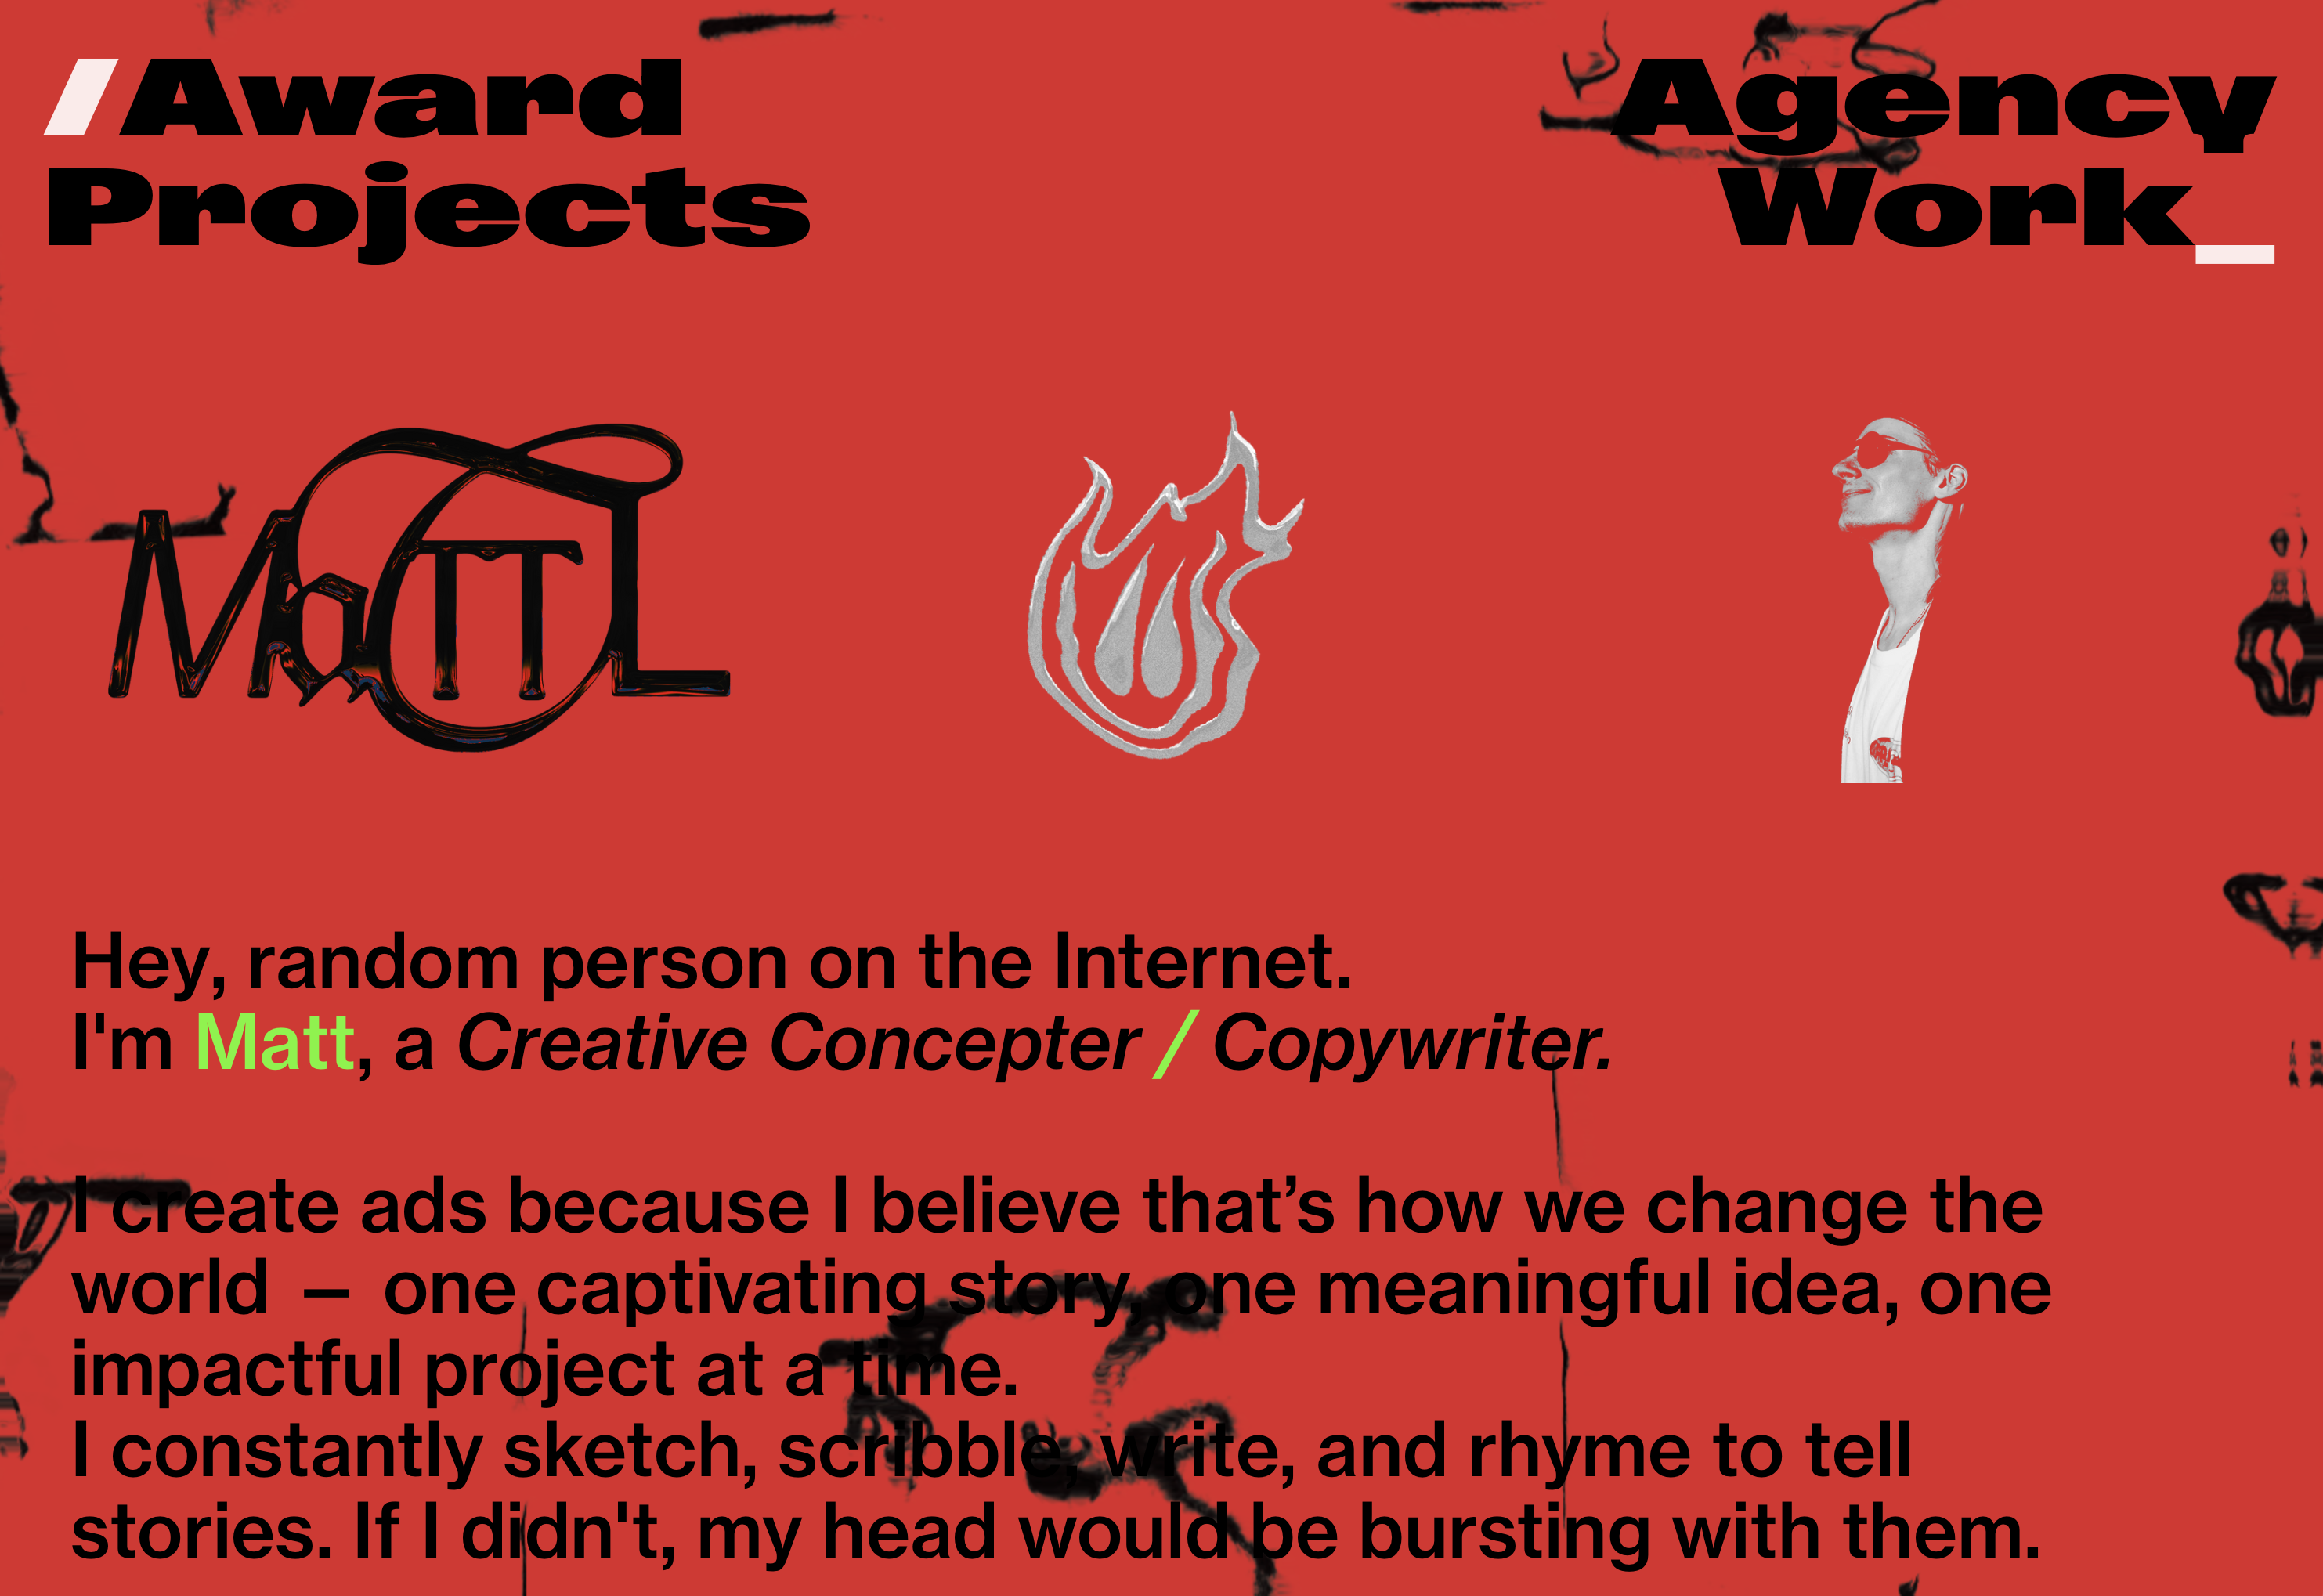 /Award
Projects
Agency
Work_
MaTTL
Hey, random person on the Internet.
I'm Matt, a Creative Concepter / Copywriter.
I create ads because I believe that’s how we change the
world – one captivating story, one meaningful idea, one
impactful project at a time.
I constantly sketch, scribble, write, and rhyme to tell
stories. If I didn't, my head would be bursting with them.